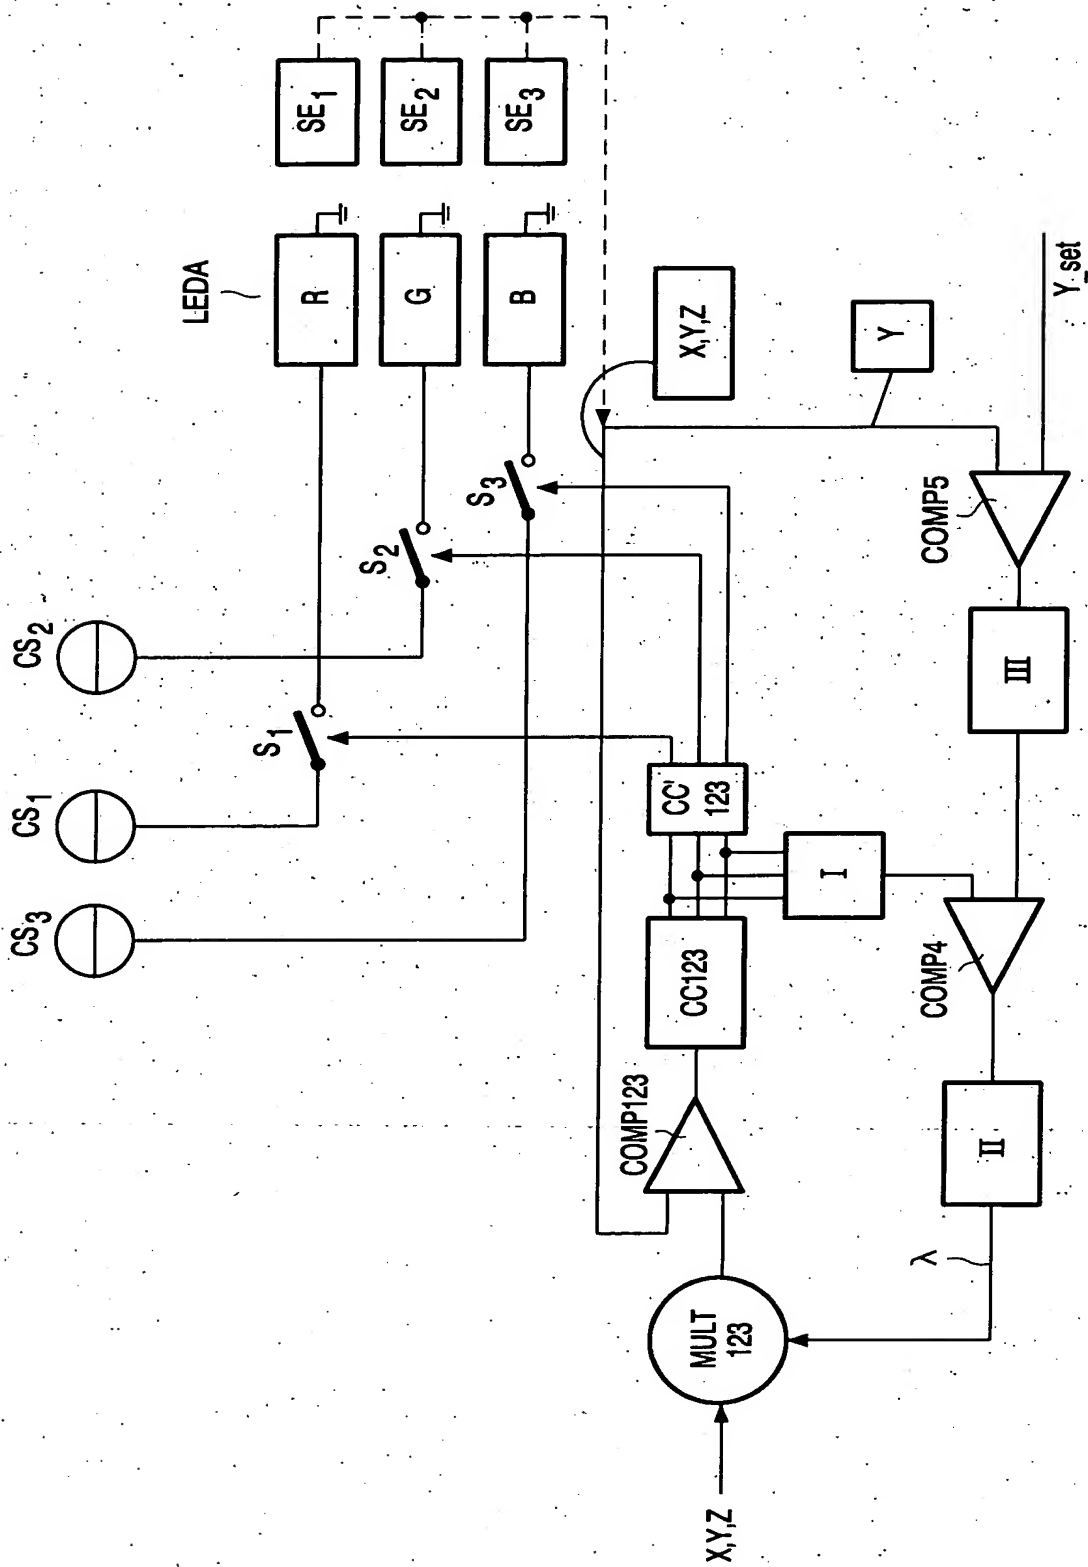 CS3
CS1
CS2
LEDA
S1
S2
S3
R
G
B
SE1
SE2
SE3
X,Y,Z
MULT
123
COMP123
CC123
CC'
123
X,Y,Z
I
Y
λ
II
COMP4
III
COMP5
Y_set